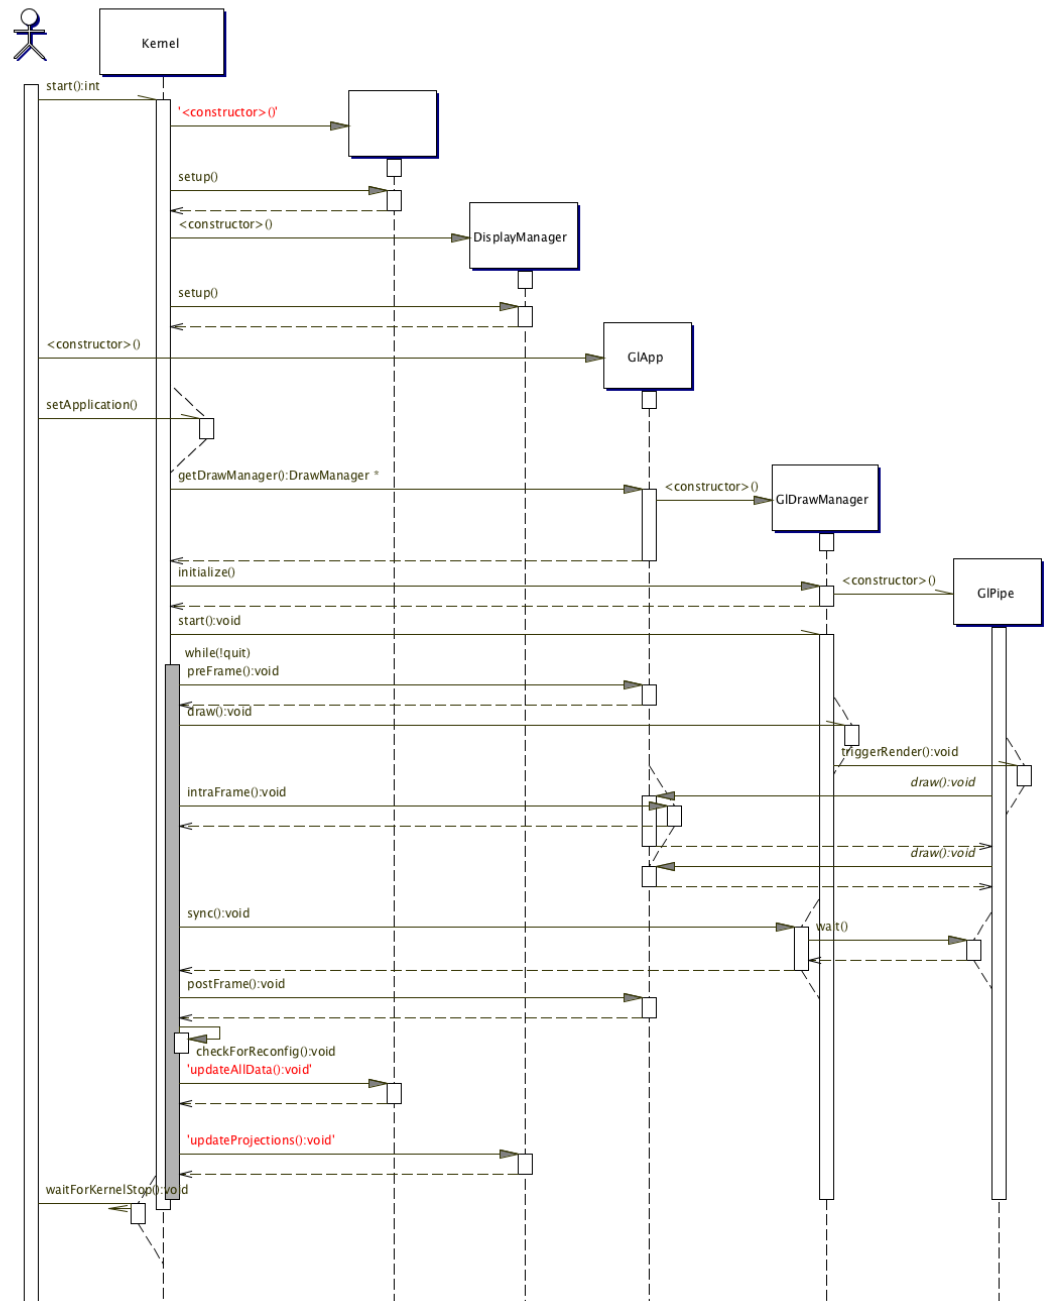 Kernel
start():int
'<constructor>()'
setup()
<constructor>()
DisplayManager
setup()
<constructor>()
GlApp
setApplication()
getDrawManager():DrawManager *
<constructor>()
GlDrawManager
initialize()
<constructor>()
GlPipe
start():void
while(!quit)
preFrame():void
draw():void
triggerRender():void
draw():void
intraFrame():void
draw():void
sync():void
wait()
postFrame():void
checkForReconfig():void
'updateAllData():void'
'updateProjections():void'
waitForKernelStop():void